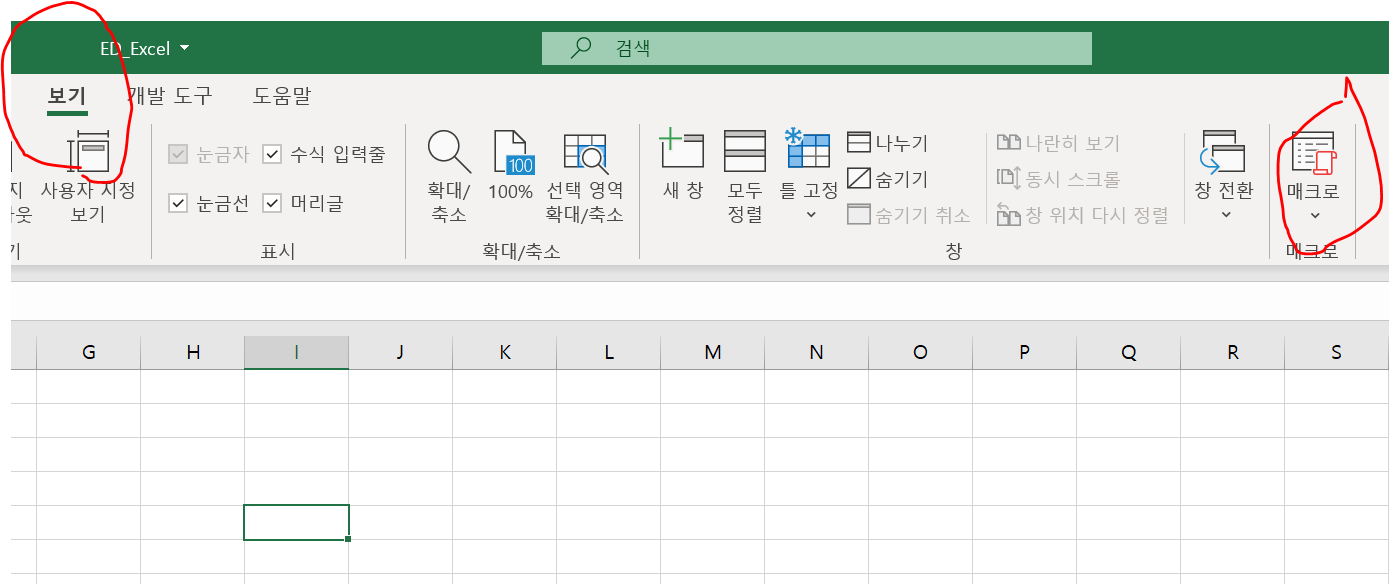 ED_Excel
검색
보기 개발 도구 도움말
지
웃
사용자 지정
보기
기
눈금자 수식 입력줄
눈금선 머리글
표시
확대/
축소
100
100%
선택 영역
확대/축소
확대/축소
새 창
모두
정렬
틀 고정
나누기
숨기기
숨기기 취소
나란히 보기
동시 스크롤
창 위치 다시 정렬
창 전환
창
매크로
매크로
G H I J K L M N O P Q R S